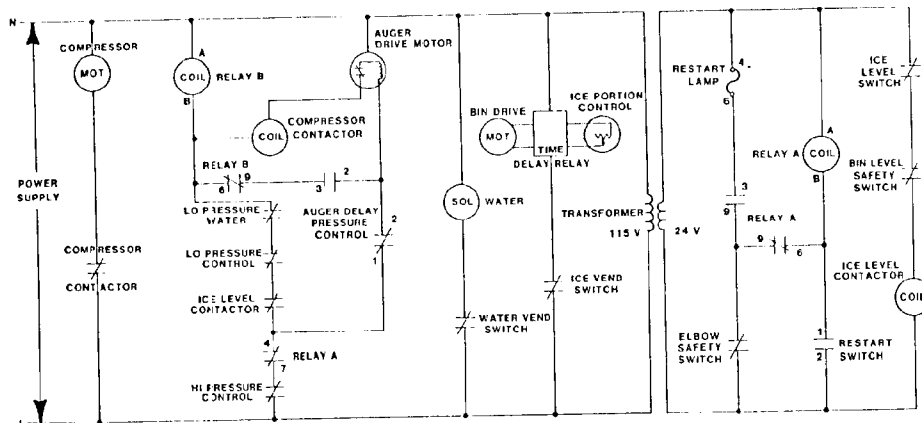 N
POWER
SUPPLY
COMPRESSOR
MOT
COMPRESSOR
CONTACTOR
A
COIL
RELAY B
B
AUGER
DRIVE MOTOR
COIL
COMPRESSOR
CONTACTOR
RELAY B
6
9
3
2
LO PRESSURE
WATER
AUGER DELAY
PRESSURE
CONTROL
2
1
LO PRESSURE
CONTROL
ICE LEVEL
CONTACTOR
4
RELAY A
7
HI PRESSURE
CONTROL
SOL
WATER
WATER VEND
SWITCH
BIN DRIVE
MOT
ICE PORTION
CONTROL
TIME
DELAY RELAY
ICE VEND
SWITCH
TRANSFORMER
115 V
24 V
RESTART
LAMP
4
6
3
9
RELAY A
COIL
A
B
RELAY A
9
6
ELBOW
SAFETY
SWITCH
1
2
RESTART
SWITCH
ICE
LEVEL
SWITCH
BIN LEVEL
SAFETY
SWITCH
ICE LEVEL
CONTACTOR
COIL